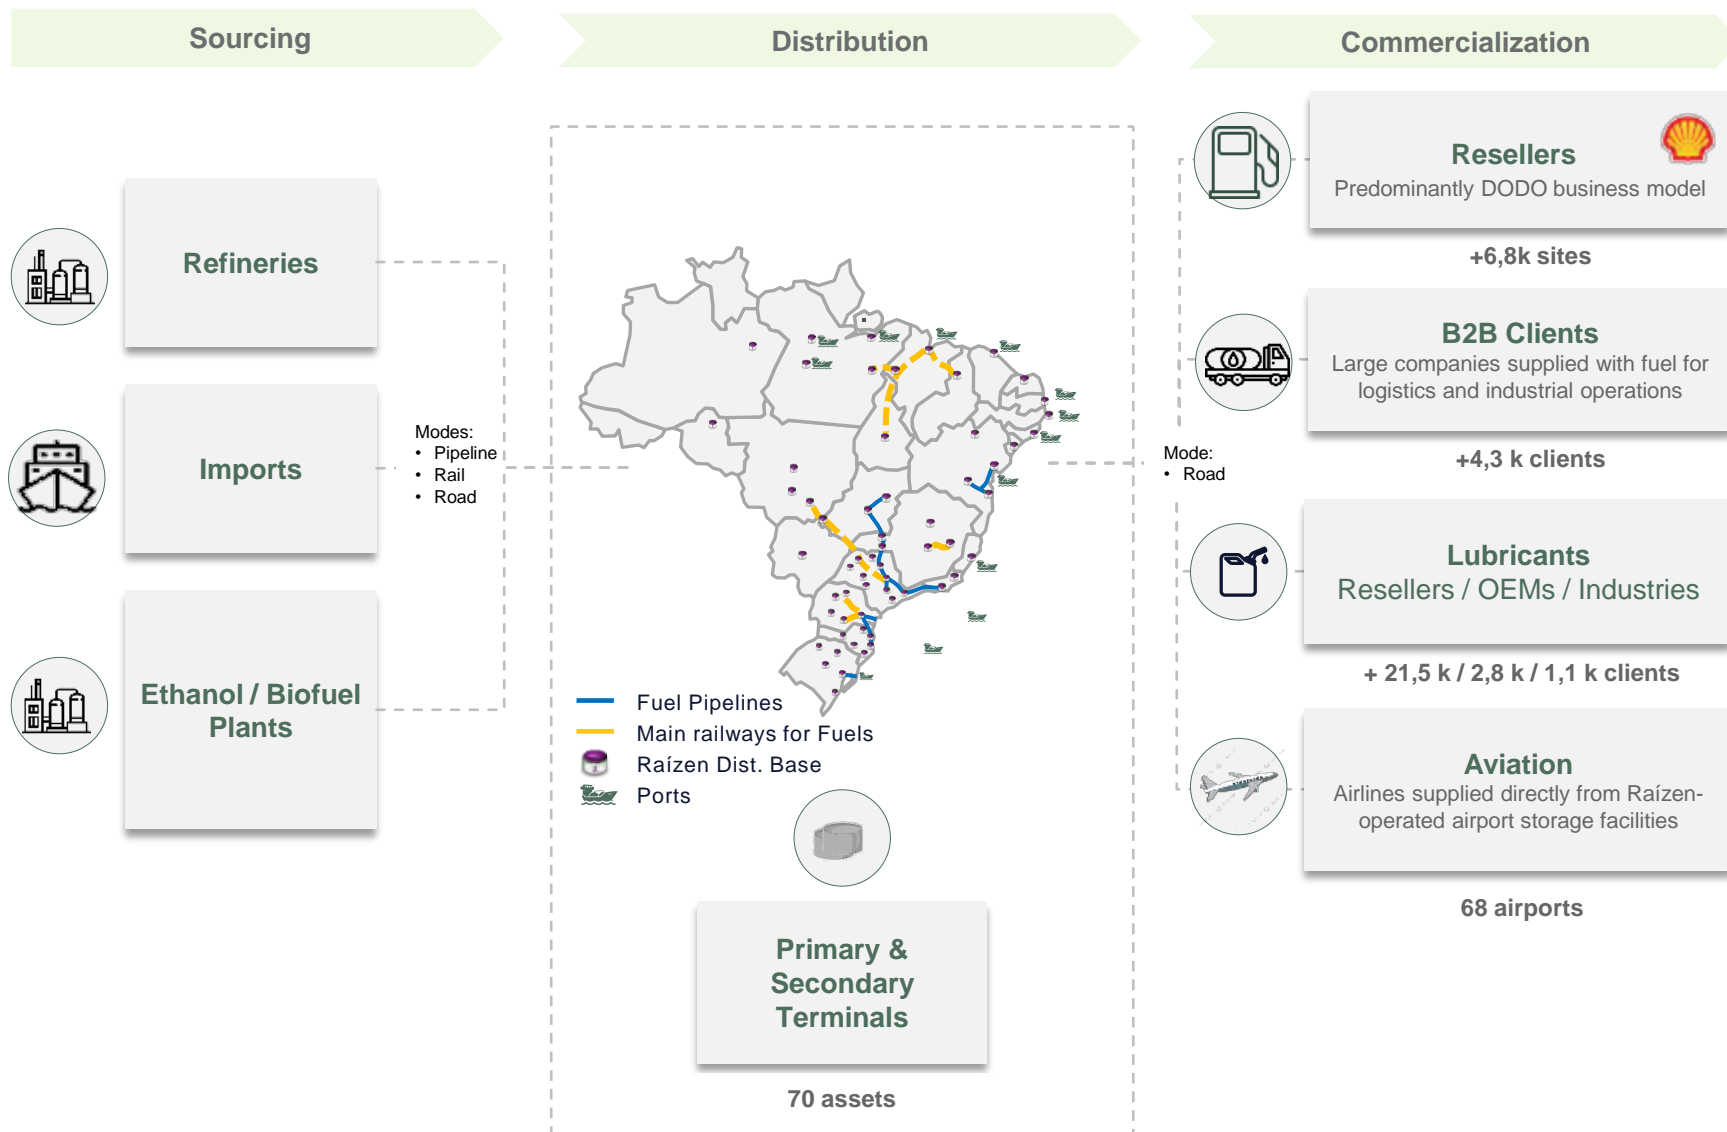 Sourcing
Distribution
Commercialization
Refineries
Imports
Ethanol / Biofuel
Plants
Modes:
• Pipeline
• Rail
• Road
Fuel Pipelines
Main railways for Fuels
Raízen Dist. Base
Ports
Primary &
Secondary
Terminals
70 assets
Mode:
• Road
Resellers
Predominantly DODO business model
+6,8k sites
B2B Clients
Large companies supplied with fuel for
logistics and industrial operations
+4,3 k clients
Lubricants
Resellers / OEMs / Industries
+ 21,5 k / 2,8 k / 1,1 k clients
Aviation
Airlines supplied directly from Raízen-
operated airport storage facilities
68 airports